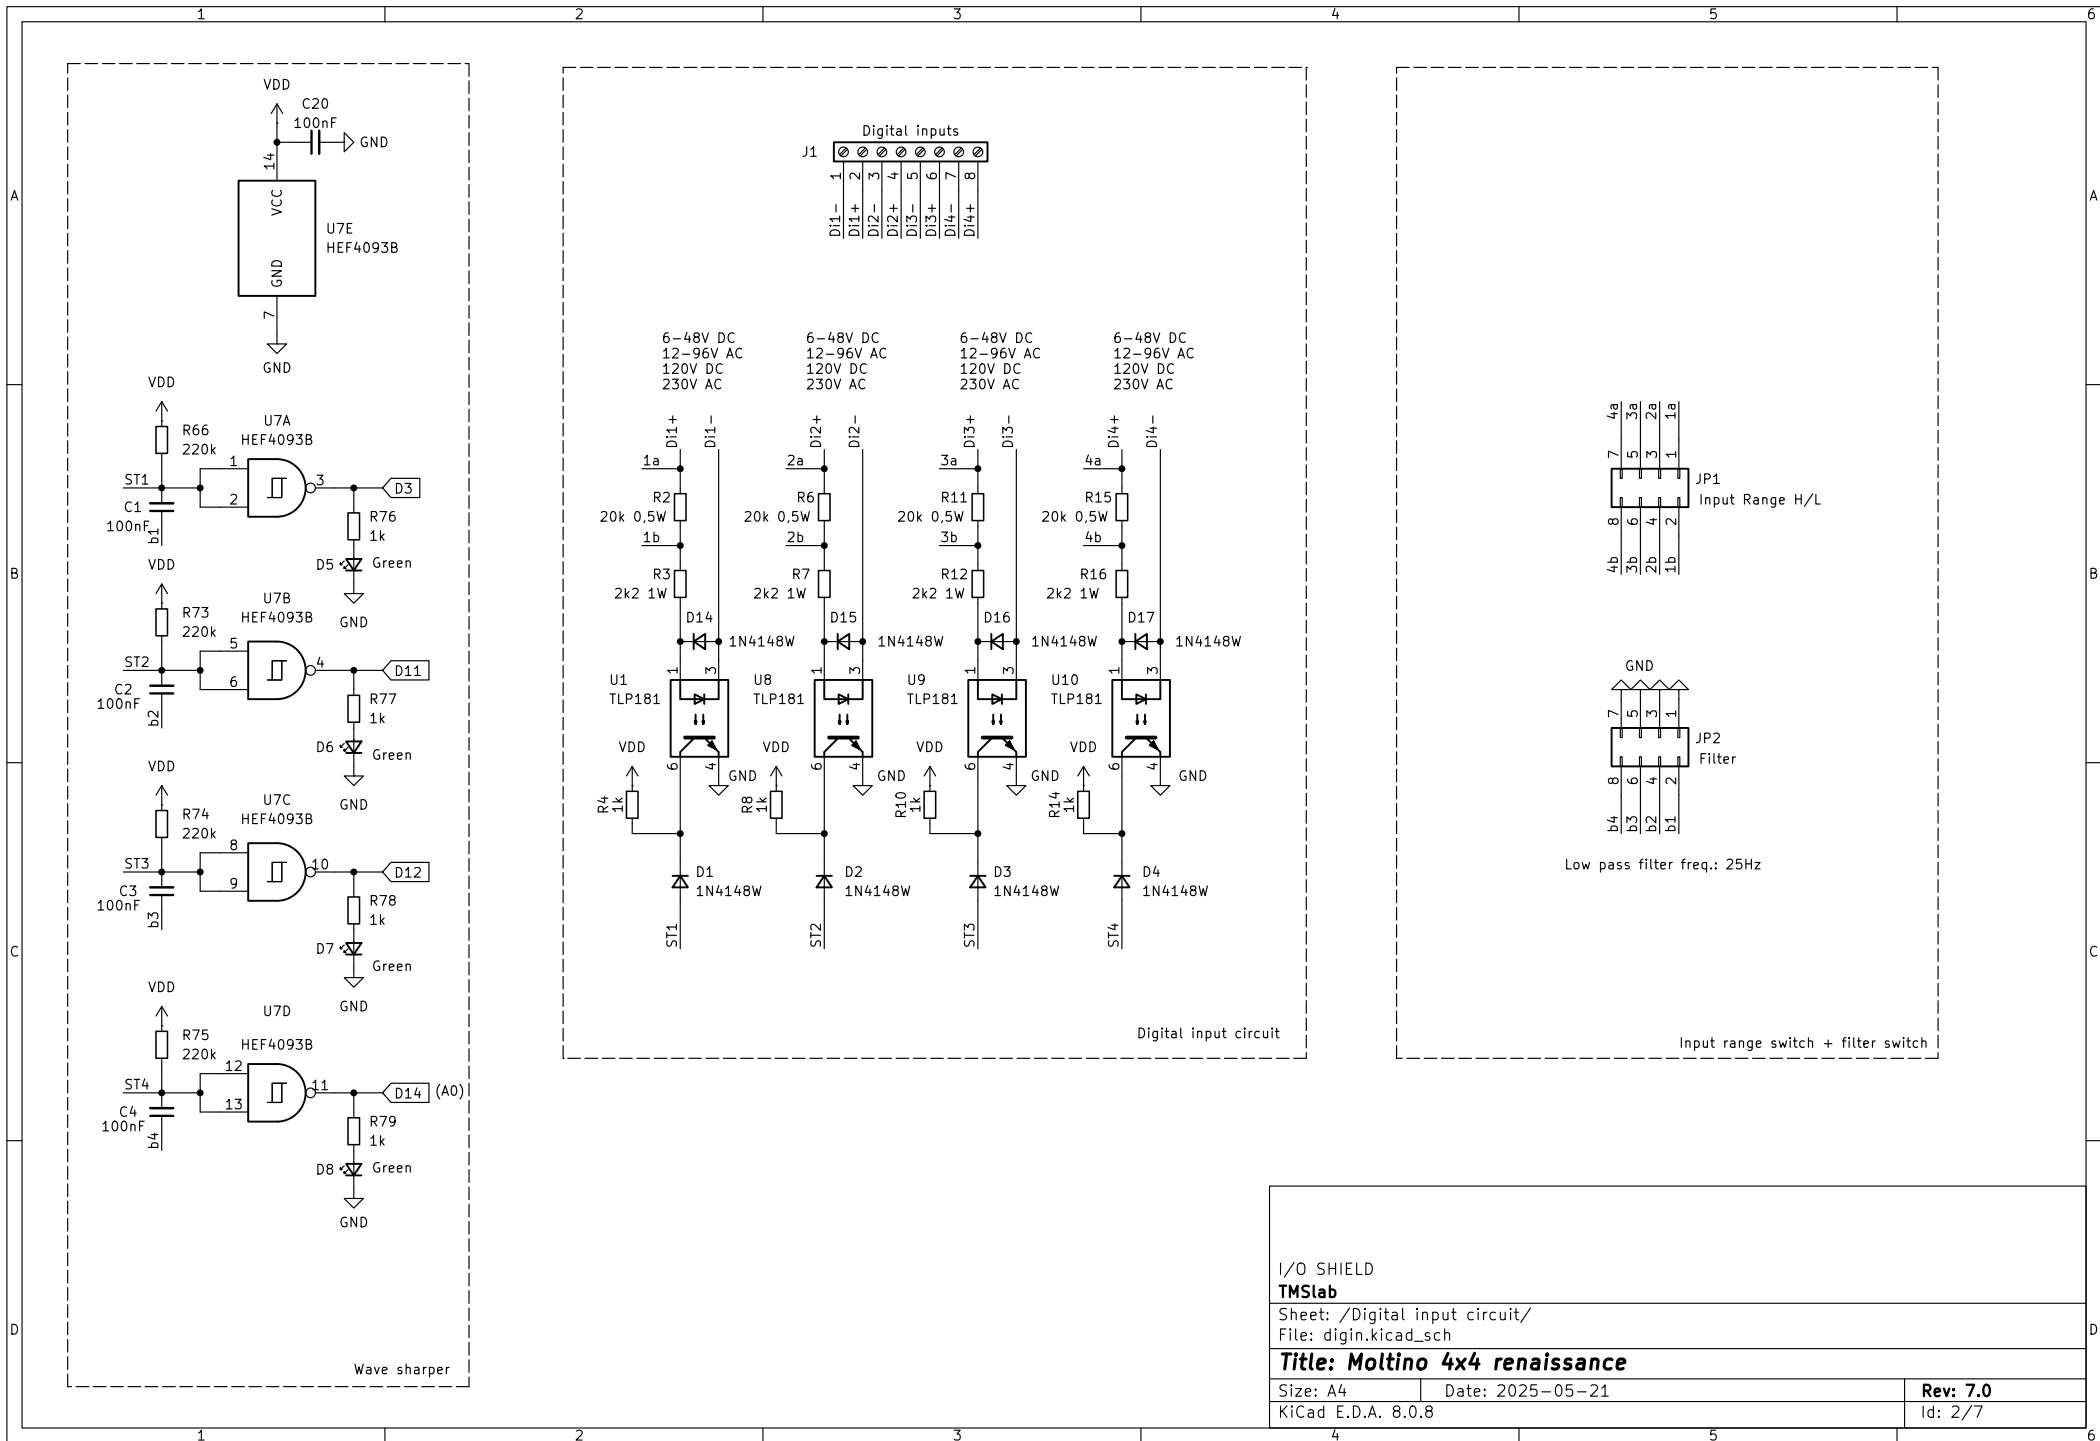 1 2 3 4 5 6
A
B
C
D
A
B
C
D
VDD
C20
100nF
GND
14
VCC
GND
U7E
HEF4093B
7
GND
VDD
R66
220k
U7A
HEF4093B
ST1
1
2
3
D3
C1
100nF
b1
R76
1k
D5
Green
GND
VDD
R73
220k
U7B
HEF4093B
ST2
5
6
4
D11
C2
100nF
b2
R77
1k
D6
Green
GND
VDD
R74
220k
U7C
HEF4093B
ST3
8
9
10
D12
C3
100nF
b3
R78
1k
D7
Green
GND
VDD
R75
220k
U7D
HEF4093B
ST4
12
13
11
D14 (A0)
C4
100nF
b4
R79
1k
D8
Green
GND
Wave sharper
Digital inputs
J1
1 2 3 4 5 6 7 8
Di1-
Di1+
Di2-
Di2+
Di3-
Di3+
Di4-
Di4+
6-48V DC
12-96V AC
120V DC
230V AC
Di1+
Di1-
1a
R2
20k 0,5W
1b
R3
2k2 1W
D14
1N4148W
1
3
U1
TLP181
VDD
6
4
GND
R4
1k
D1
1N4148W
ST1
6-48V DC
12-96V AC
120V DC
230V AC
Di2+
Di2-
2a
R6
20k 0,5W
2b
R7
2k2 1W
D15
1N4148W
1
3
U8
TLP181
VDD
6
4
GND
R8
1k
D2
1N4148W
ST2
6-48V DC
12-96V AC
120V DC
230V AC
Di3+
Di3-
3a
R11
20k 0,5W
3b
R12
2k2 1W
D16
1N4148W
1
3
U9
TLP181
VDD
6
4
GND
R10
1k
D3
1N4148W
ST3
6-48V DC
12-96V AC
120V DC
230V AC
Di4+
Di4-
4a
R15
20k 0,5W
4b
R16
2k2 1W
D17
1N4148W
1
3
U10
TLP181
VDD
6
4
GND
R14
1k
D4
1N4148W
ST4
Digital input circuit
4a 3a 2a 1a
7 5 3 1
JP1
Input Range H/L
8 6 4 2
4b 3b 2b 1b
GND
7 5 3 1
JP2
Filter
8 6 4 2
b4 b3 b2 b1
Low pass filter freq.: 25Hz
Input range switch + filter switch
I/O SHIELD
TMSlab
Sheet: /Digital input circuit/
File: digin.kicad_sch
Title: Moltino 4x4 renaissance
Size: A4
Date: 2025-05-21
Rev: 7.0
KiCad E.D.A. 8.0.8
Id: 2/7
1 2 3 4 5 6